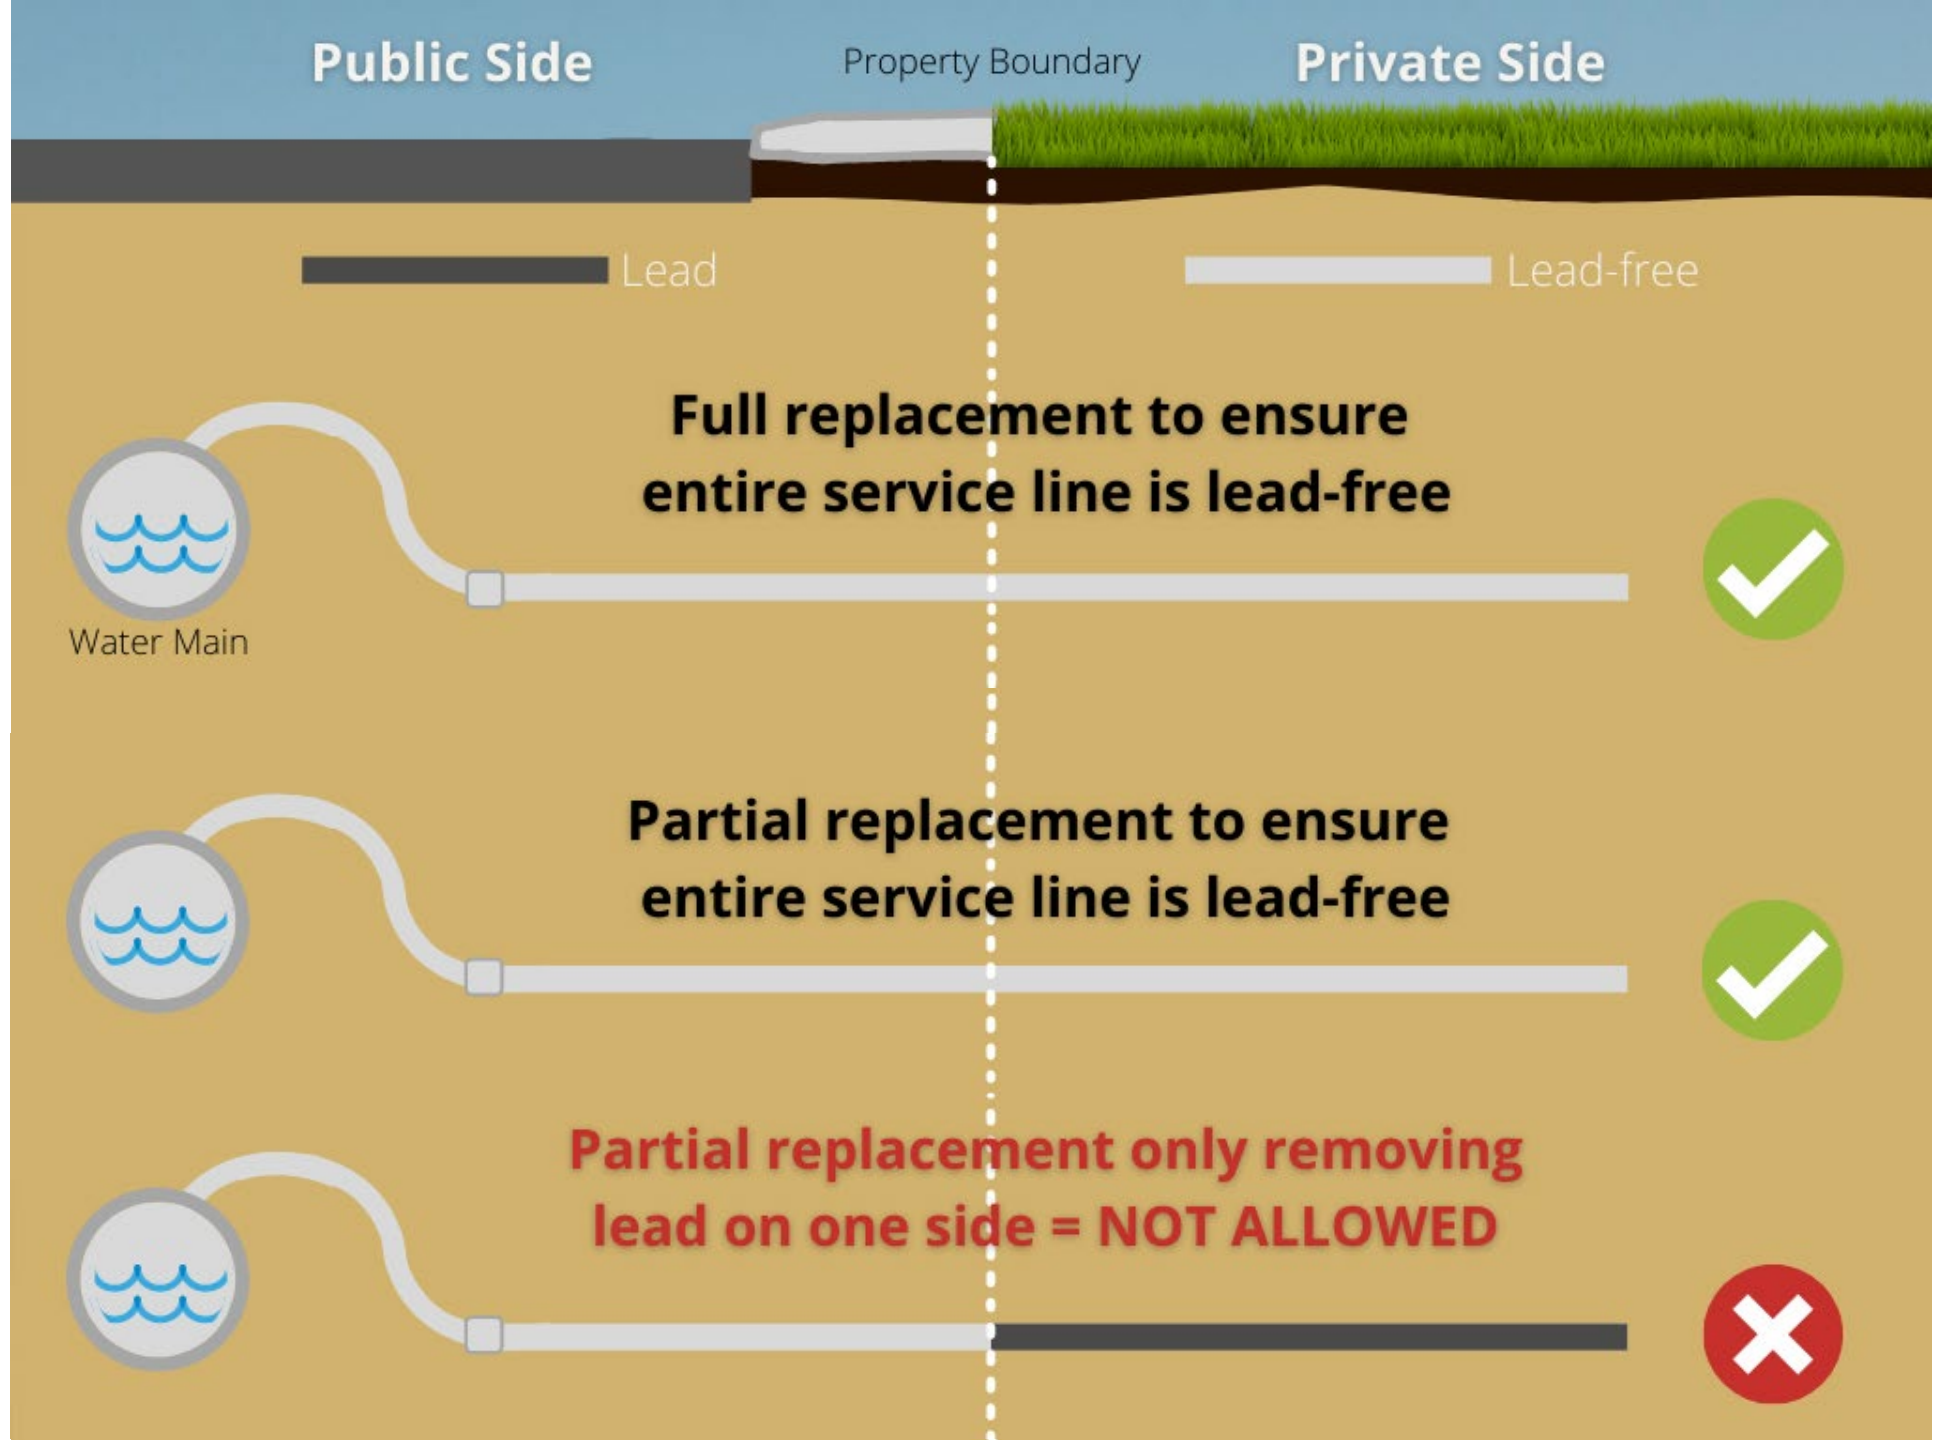 Public Side
Property Boundary
Private Side
Lead
Lead-free
Full replacement to ensure
entire service line is lead-free
Water Main
Partial replacement to ensure
entire service line is lead-free
Partial replacement only removing
lead on one side = NOT ALLOWED